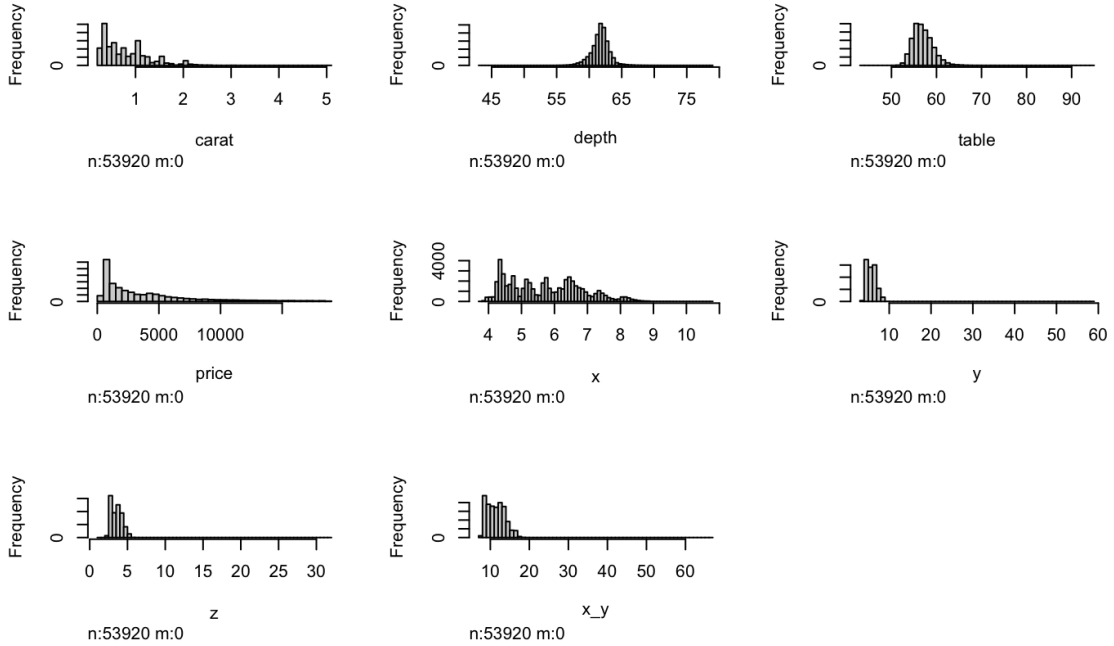 Frequency
0
1 2 3 4 5
carat
n:53920 m:0
Frequency
0
45 55 65 75
depth
n:53920 m:0
Frequency
0
50 60 70 80 90
table
n:53920 m:0
Frequency
0
0 5000 10000
price
n:53920 m:0
Frequency
0 4000
4 5 6 7 8 9 10
x
n:53920 m:0
Frequency
0
10 20 30 40 50 60
y
n:53920 m:0
Frequency
0
0 5 10 15 20 25 30
z
n:53920 m:0
Frequency
0
10 20 30 40 50 60
x_y
n:53920 m:0